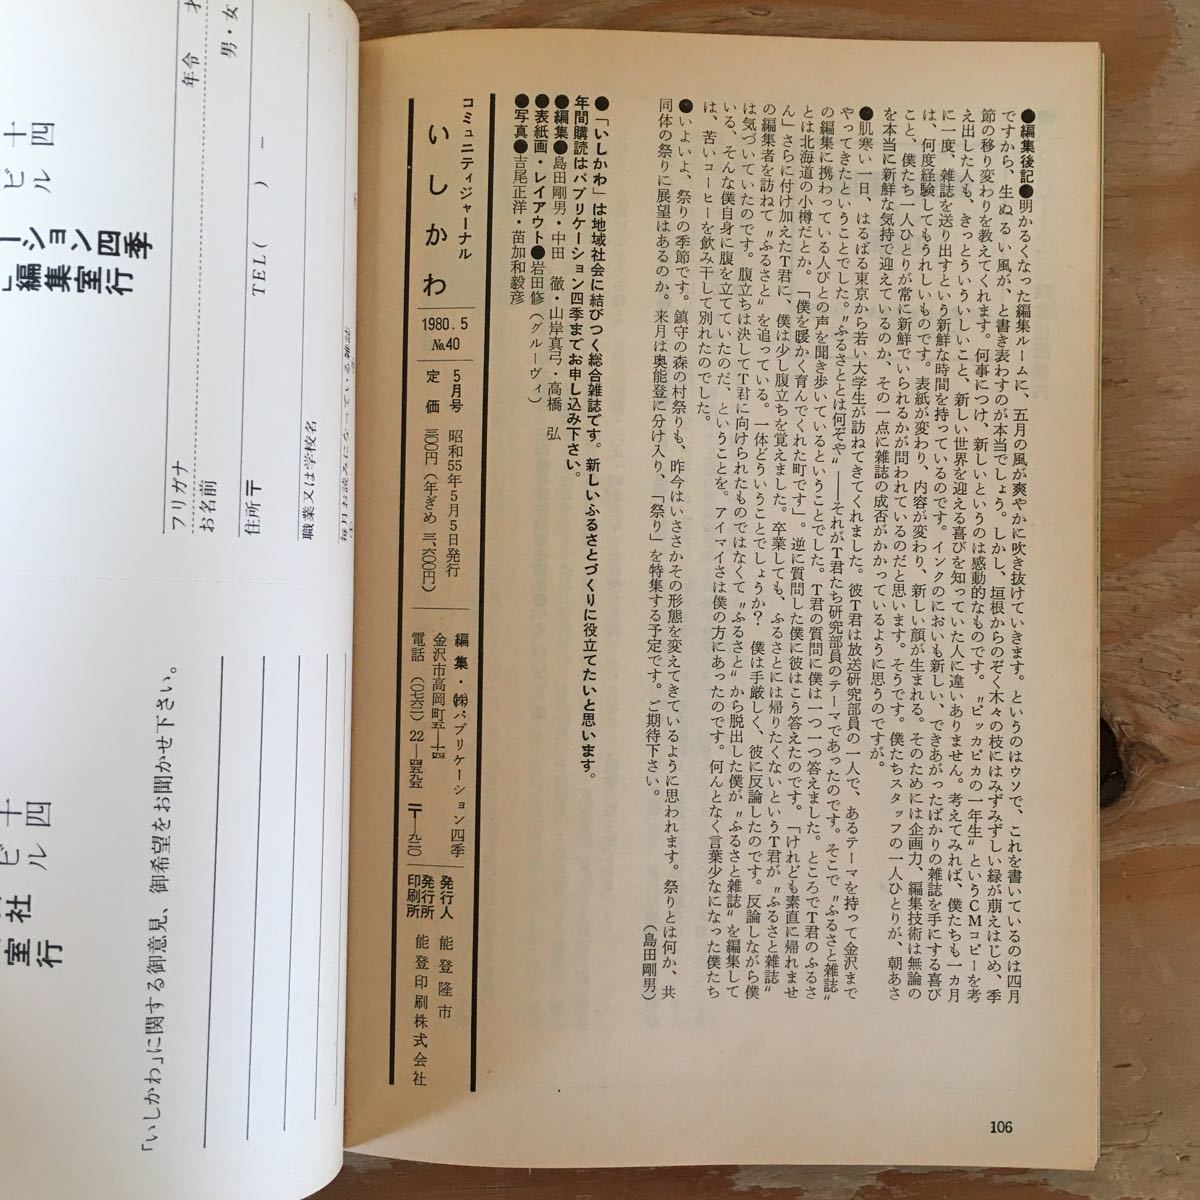 ●編集後記●明かるくなった編集ルームに、五月の風が爽やかに吹き抜けていきます。というのはウソで、これを書いているのは四月
ですから、生ぬるい風が、と書き表わすのが本当でしょう。しかし、垣根からのぞく木々の枝にはみずみずしい緑が萌えはじめ、季
節の移り変わりを教えてくれます。何事につけ、新しいというのは感動的なものです。〝ピッカピカの一年生〟というCMコピーを考
え出した人も、きっとういういしいこと、新しい世界を迎える喜びを知っていた人に違いありません。考えてみれば、僕たちも一カ月
に一度、雑誌を送り出すという新鮮な時間を持っているのです。インクのにおいも新しい、できあがったばかりの雑誌を手にする喜び
は、何度経験してもうれしいものです。表紙が変わり、内容が変わり、新しい顔が生まれる。そのためには企画力、編集技術は無論の
こと、僕たち一人ひとりが常に新鮮でいられるかが問われているのだと思います。そうです。僕たちスタッフの一人ひとりが、朝あさ
を本当に新鮮な気持で迎えているのか、その一点に雑誌の成否がかかっているように思うのですが。
●肌寒い一日、はるばる東京から若い大学生が訪ねてきてくれました。彼T君は放送研究部員の一人で、あるテーマを持って金沢まで
やってきたということでした。〝ふるさととは何ぞや〟――それがT君たち研究部員のテーマであったのです。そこで〝ふるさと雑誌〟
の編集に携わっている人びとの声を聞き歩いているということでした。T君の質問に僕は一つ一つ答えました。ところでT君のふるさ
とは北海道の小樽だとか。「僕を暖かく育んでくれた町です」。逆に質問した僕に彼はこう答えたのです。「けれども素直に帰れませ
ん」さらに付け加えたT君に、僕は少し腹立ちを覚えました。卒業しても、ふるさとには帰りたくないというT君が〝ふるさと雑誌〟
の編集者を訪ねて〝ふるさと〟を追っている。一体どういうことでしょうか？　僕は手厳しく、彼に反論したのです。反論しながら僕
は気づいていたのです。腹立ちは決してT君に向けられたものではなくて〝ふるさと〟から脱出した僕が〝ふるさと雑誌〟を編集して
いる、そんな僕自身に腹を立てていたのだ、ということを。アイマイさは僕の方にあったのです。何んとなく言葉少なになった僕たち
は、苦いコーヒーを飲み干して別れたのでした。
●いよいよ、祭りの季節です。鎮守の森の村祭りも、昨今はいささかその形態を変えてきているように思われます。祭りとは何か、共
同体の祭りに展望はあるのか。来月は奥能登に分け入り、「祭り」を特集する予定です。ご期待下さい。
（島田剛男）
●「いしかわ」は地域社会に結びつく総合雑誌です。新しいふるさとづくりに役立てたいと思います。
年間購読はパブリケーション四季までお申し込み下さい。
●編集●島田剛男・中田　徹・山岸真弓・高橋　弘
●表紙画・レイアウト●岩田修（グルーヴィ）
●写真●吉尾正洋・苗加和毅彦
コミュニティジャーナル
いしかわ
1980.5
No.40
5月号　昭和55年5月5日発行
定価　三〇〇円（年ぎめ　三、六〇〇円）
編集・㈱パブリケーション四季
金沢市高岡町五―十四
電話（〇七六二）22―四五九五　〒九二〇
発行人　能登隆市
発行所
印刷所　能登印刷株式会社
106
年令　才
男・女
TEL（　）　―
フリガナ
お名前
住所〒
職業又は学校名
毎月お読みになっている雑誌
「いしかわ」に関する御意見、御希望をお聞かせ下さい。
十四
ビル
ーション四季
編集室行
十四
ビル
社
室行